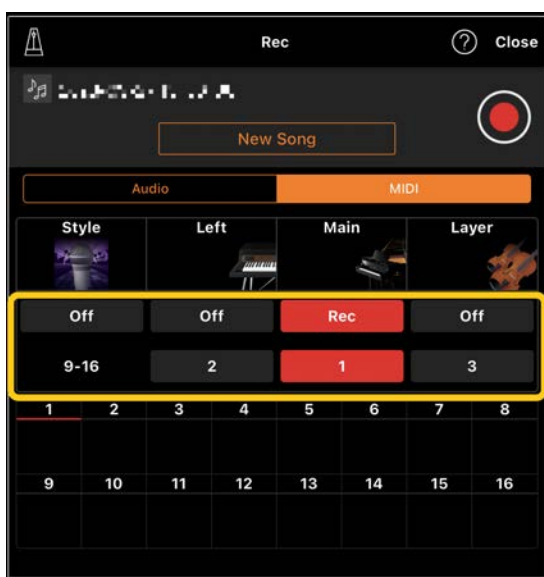 Rec
Close
New Song
Audio MIDI
Style Left Main Layer
Off Off Rec Off
9-16 2 1 3
1 2 3 4 5 6 7 8
9 10 11 12 13 14 15 16